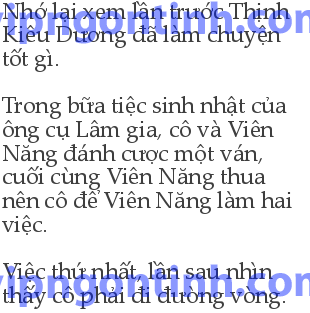 Nhớ lại xem lần trước Thịnh
Kiều Dương đã làm chuyện
tốt gì.
Trong bữa tiệc sinh nhật của
ông cụ Lâm gia, cô và Viên
Năng đánh cược một ván,
cuối cùng Viên Năng thua
nên cô để Viên Năng làm hai
việc.
Việc thứ nhất, lần sau nhìn
thấy cô phải đi đường vòng.